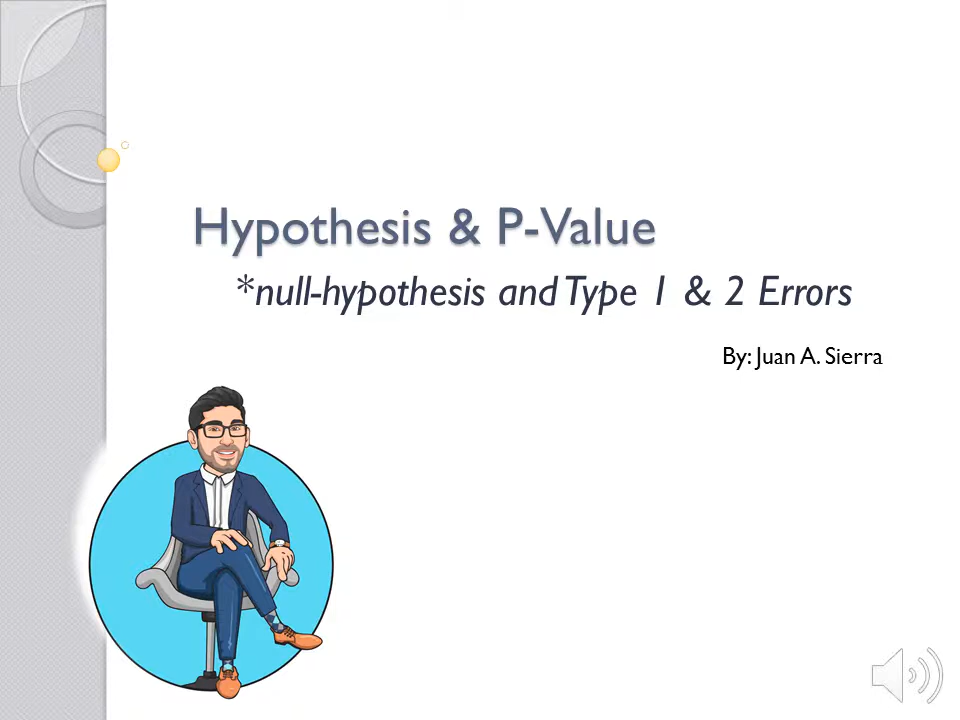 Hypothesis & P-Value
*null-hypothesis and Type 1 & 2 Errors
By: Juan A. Sierra